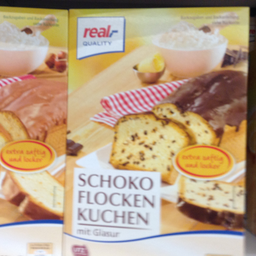 real
QUALITY
extra saftig
und locker
extra saftig
und locker
SCHOKO
FLOCKEN
KUCHEN
mit Glasur